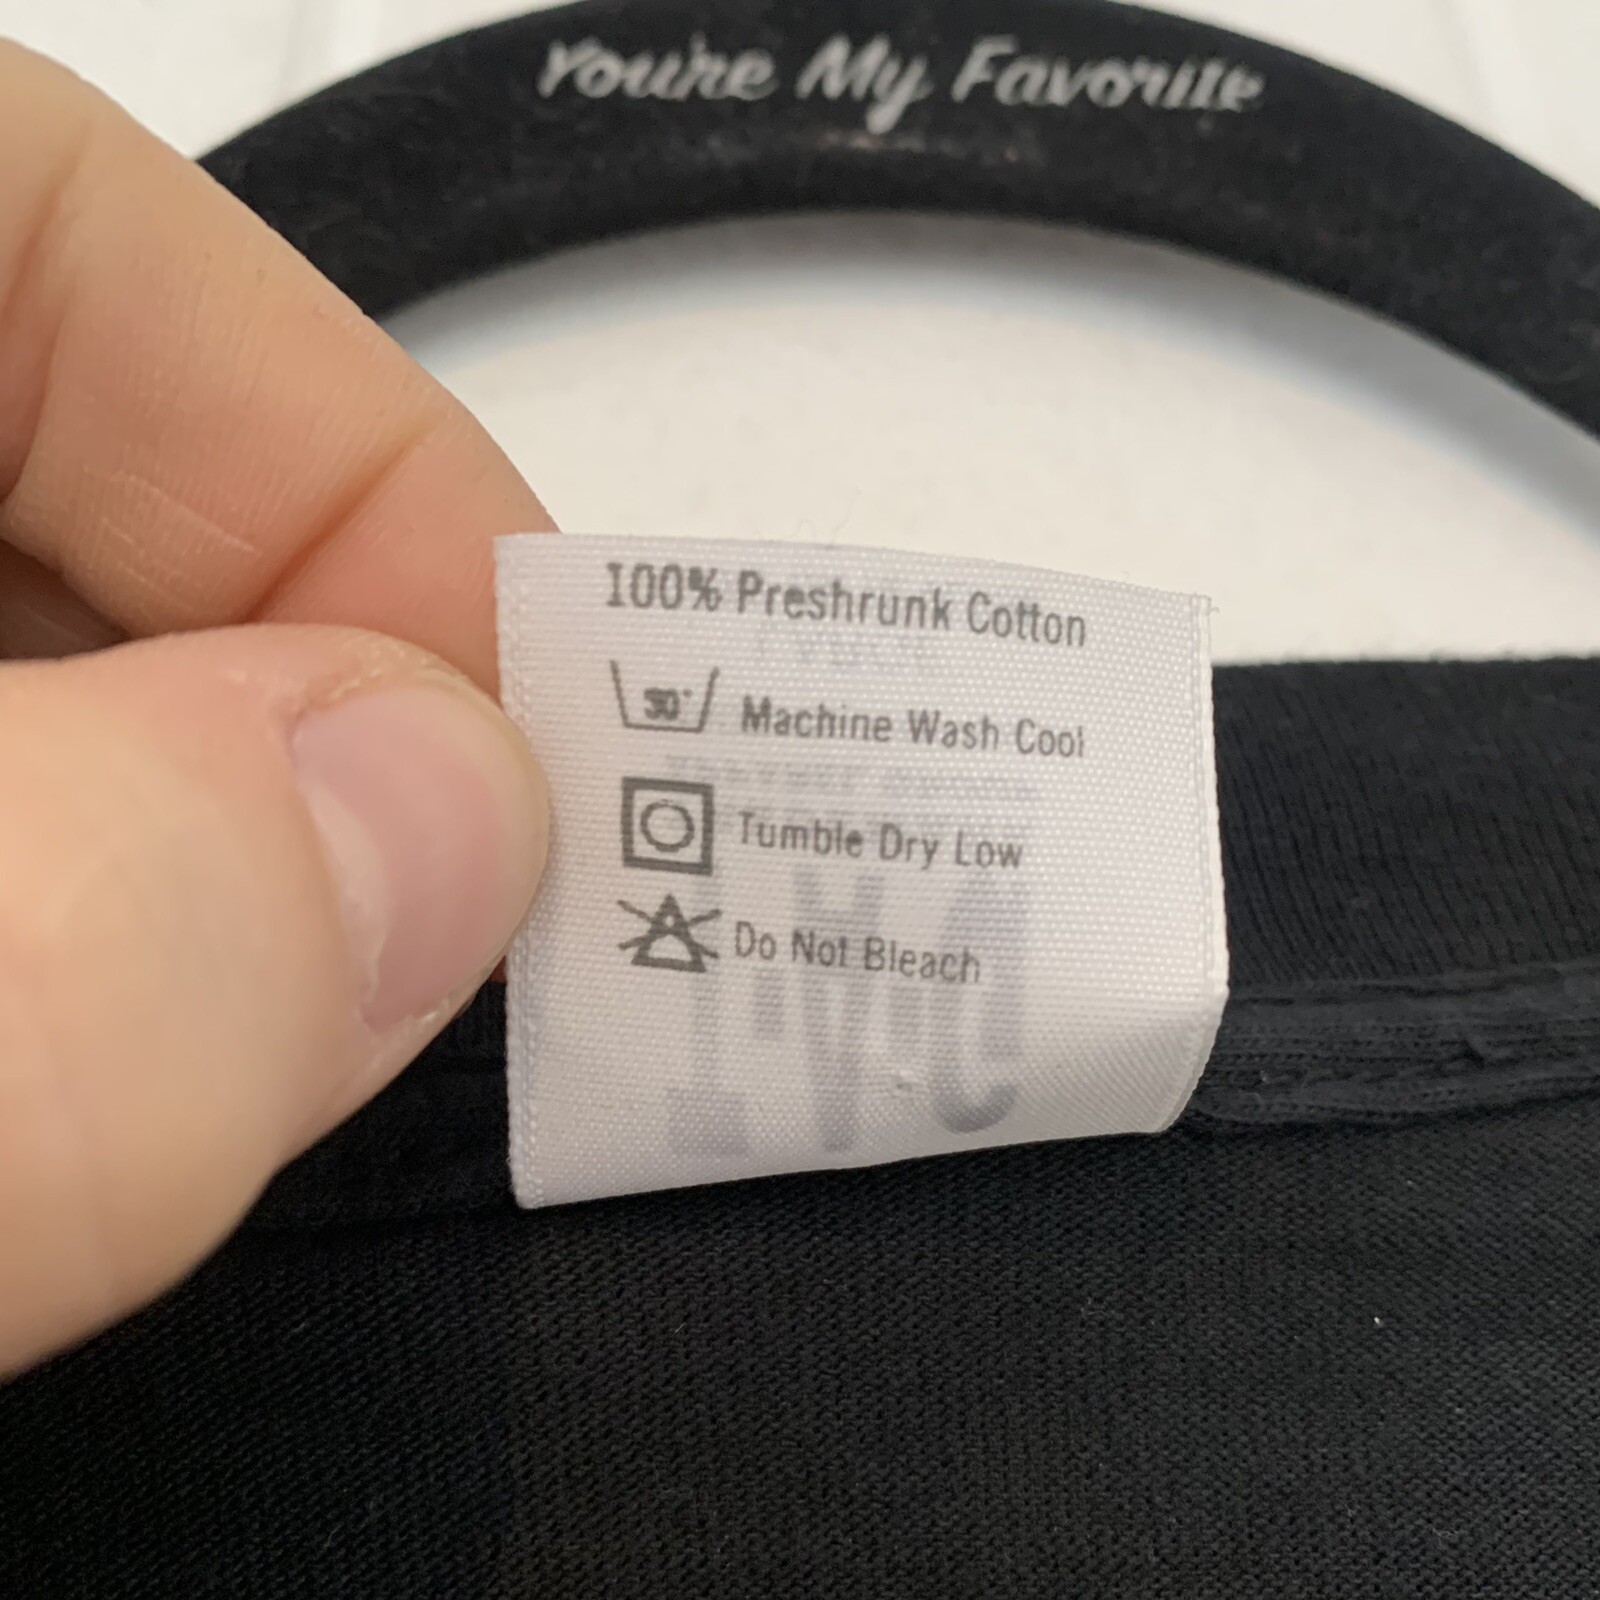 You're My Favorite
100% Preshrunk Cotton
30° Machine Wash Cool
Tumble Dry Low
Do Not Bleach